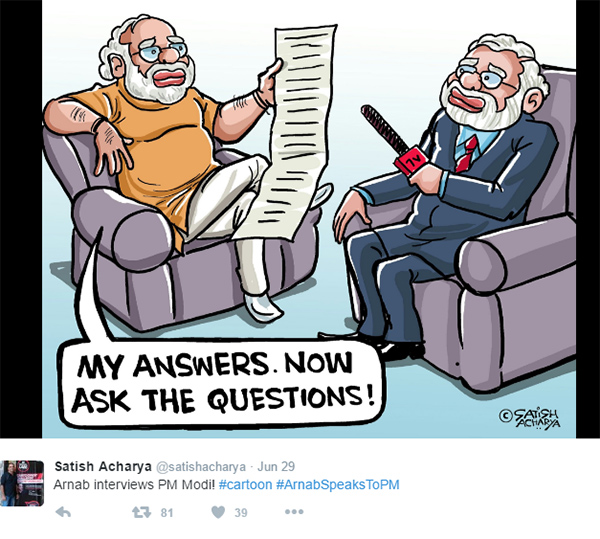 TV
MY ANSWERS. NOW
ASK THE QUESTIONS!
© SATISH
ACHARYA
Satish Acharya @satishacharya · Jun 29
Arnab interviews PM Modi! #cartoon #ArnabSpeaksToPM
81 39